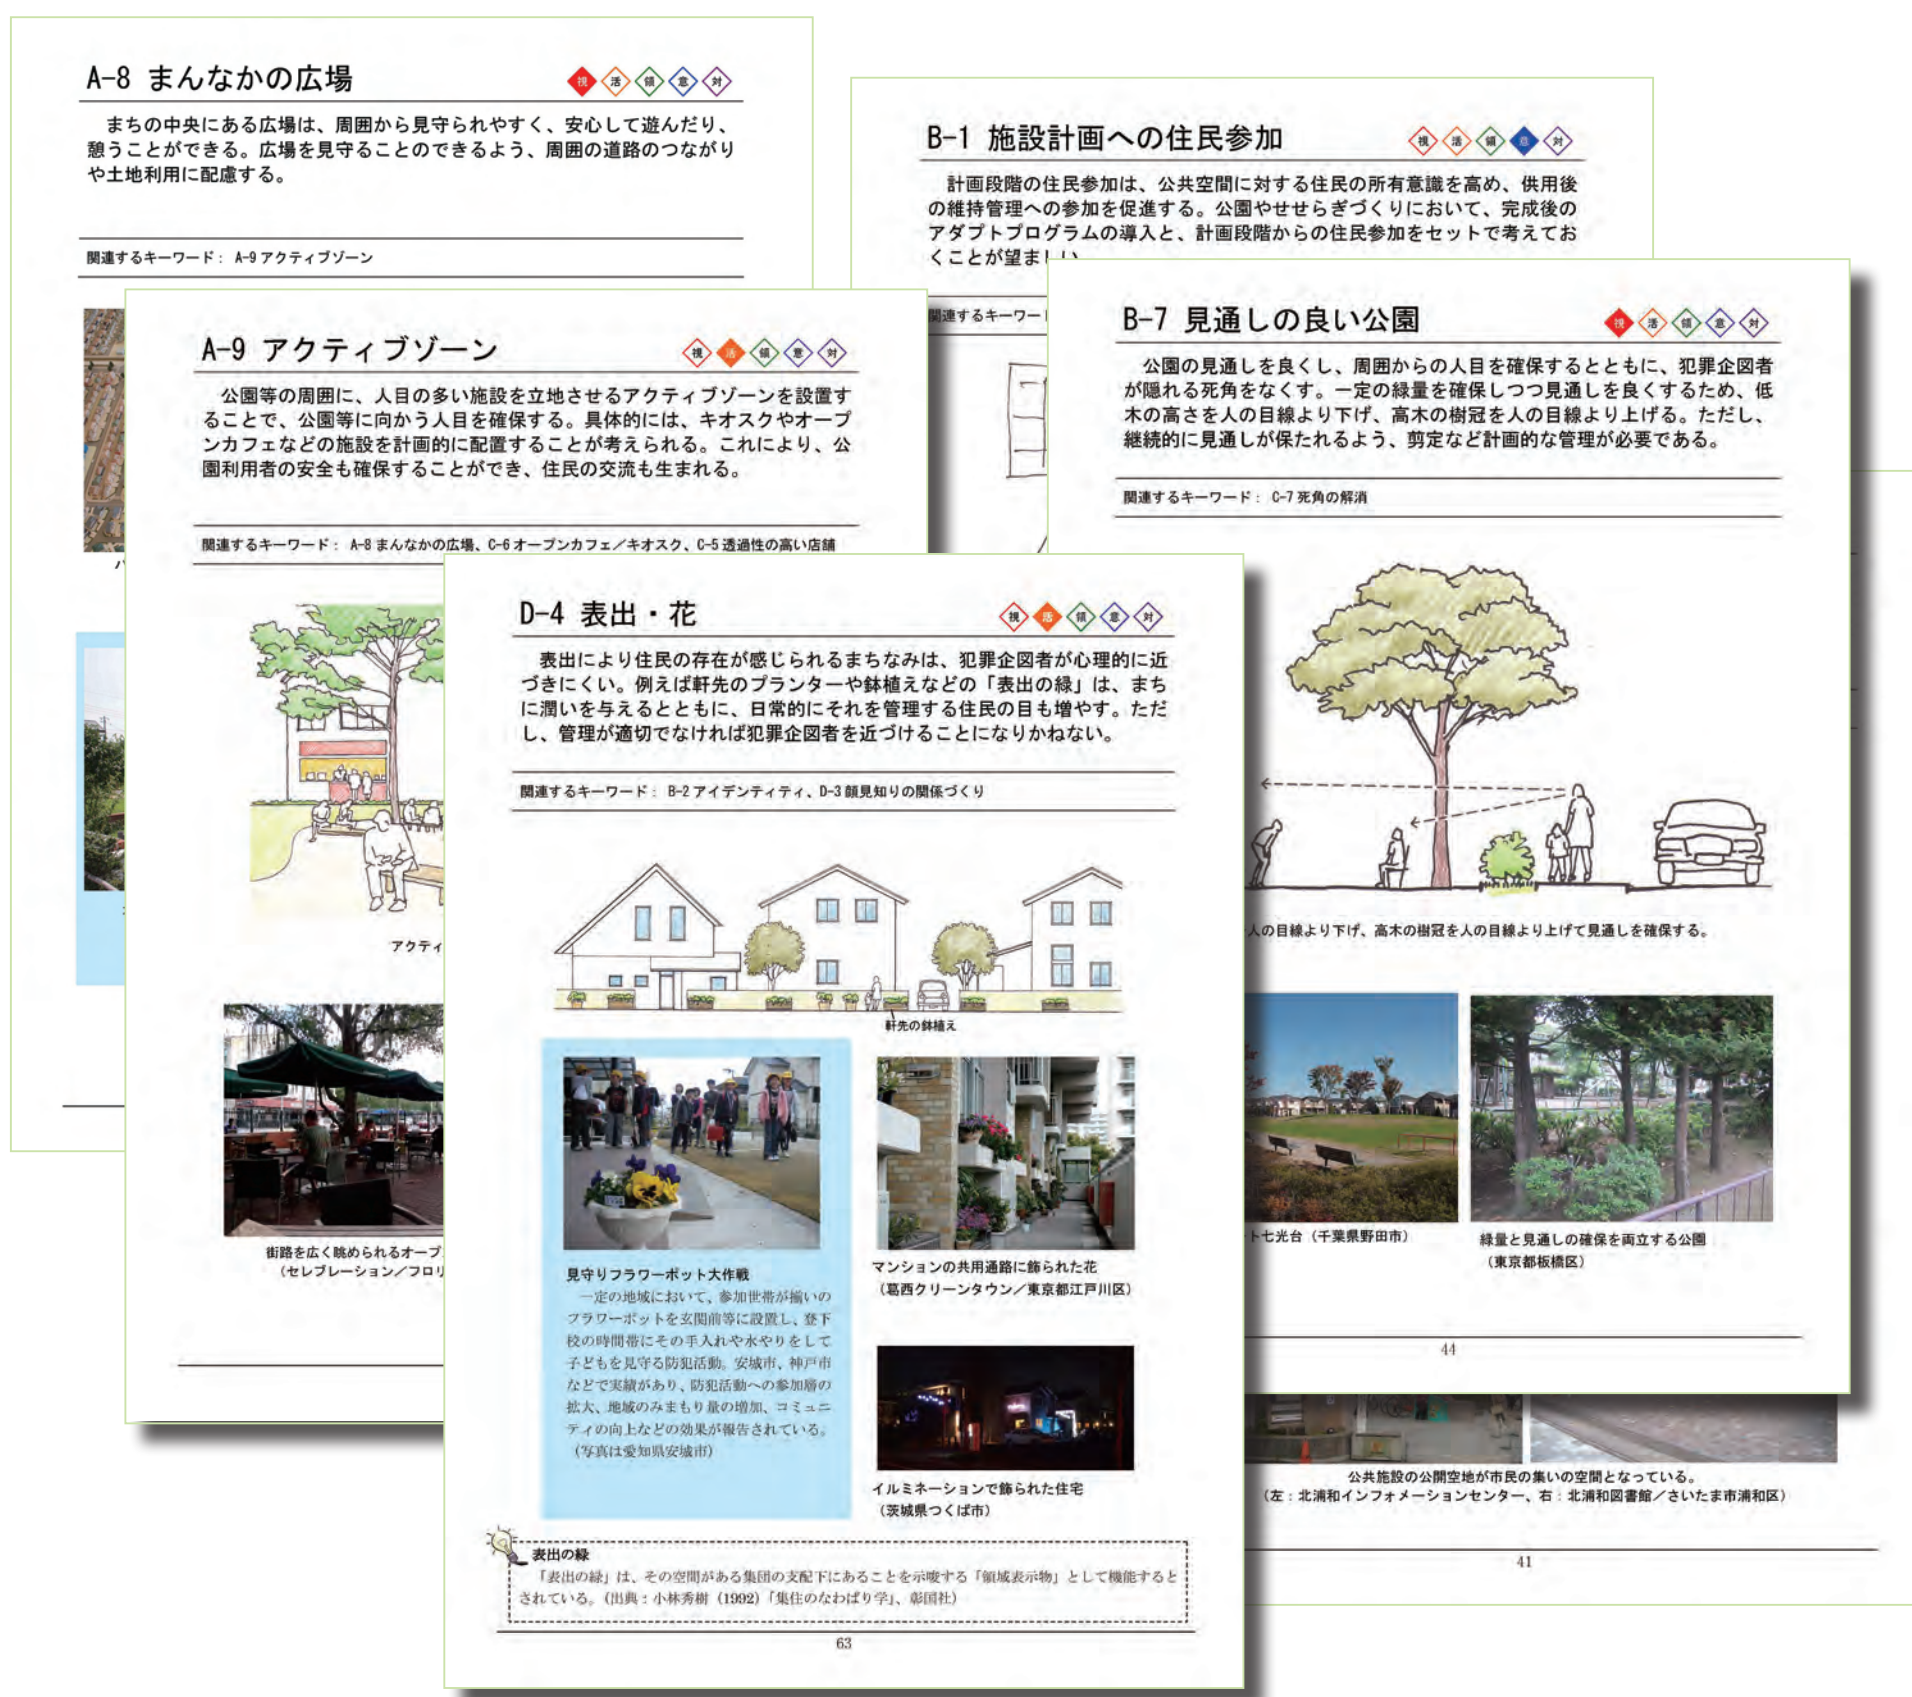 A-8 まんなかの広場
視 活 領 意 対
まちの中央にある広場は、周囲から見守られやすく、安心して遊んだり、
憩うことができる。広場を見守ることのできるよう、周囲の道路のつながり
や土地利用に配慮する。
関連するキーワード： A-9 アクティブゾーン
A-9 アクティブゾーン
視 活 領 意 対
公園等の周囲に、人目の多い施設を立地させるアクティブゾーンを設置す
ることで、公園等に向かう人目を確保する。具体的には、キオスクやオープ
ンカフェなどの施設を計画的に配置することが考えられる。これにより、公
園利用者の安全も確保することができ、住民の交流も生まれる。
関連するキーワード： A-8 まんなかの広場、C-6 オープンカフェ／キオスク、C-5 透過性の高い店舗
アクティ
街路を広く眺められるオープ
（セレブレーション／フロリ
B-1 施設計画への住民参加
視 活 領 意 対
計画段階の住民参加は、公共空間に対する住民の所有意識を高め、供用後
の維持管理への参加を促進する。公園やせせらぎづくりにおいて、完成後の
アダプトプログラムの導入と、計画段階からの住民参加をセットで考えてお
くことが望ましい
関連するキーワー
B-7 見通しの良い公園
視 活 領 意 対
公園の見通しを良くし、周囲からの人目を確保するとともに、犯罪企図者
が隠れる死角をなくす。一定の緑量を確保しつつ見通しを良くするため、低
木の高さを人の目線より下げ、高木の樹冠を人の目線より上げる。ただし、
継続的に見通しが保たれるよう、剪定など計画的な管理が必要である。
関連するキーワード： C-7 死角の解消
人の目線より下げ、高木の樹冠を人の目線より上げて見通しを確保する。
ト七光台（千葉県野田市）
緑量と見通しの確保を両立する公園
（東京都板橋区）
44
公共施設の公開空地が市民の集いの空間となっている。
（左：北浦和インフォメーションセンター、右：北浦和図書館／さいたま市浦和区）
41
D-4 表出・花
視 活 領 意 対
表出により住民の存在が感じられるまちなみは、犯罪企図者が心理的に近
づきにくい。例えば軒先のプランターや鉢植えなどの「表出の緑」は、まち
に潤いを与えるとともに、日常的にそれを管理する住民の目も増やす。ただ
し、管理が適切でなければ犯罪企図者を近づけることになりかねない。
関連するキーワード： B-2 アイデンティティ、D-3 顔見知りの関係づくり
軒先の鉢植え
見守りフラワーポット大作戦
一定の地域において、参加世帯が揃いの
フラワーポットを玄関前等に設置し、登下
校の時間帯にその手入れや水やりをして
子どもを見守る防犯活動。安城市、神戸市
などで実績があり、防犯活動への参加層の
拡大、地域のみまもり量の増加、コミュニ
ティの向上などの効果が報告されている。
（写真は愛知県安城市）
マンションの共用通路に飾られた花
（葛西クリーンタウン／東京都江戸川区）
イルミネーションで飾られた住宅
（茨城県つくば市）
表出の緑
「表出の緑」は、その空間がある集団の支配下にあることを示唆する「領域表示物」として機能すると
されている。（出典：小林秀樹（1992）「集住のなわばり学」、彰国社）
63